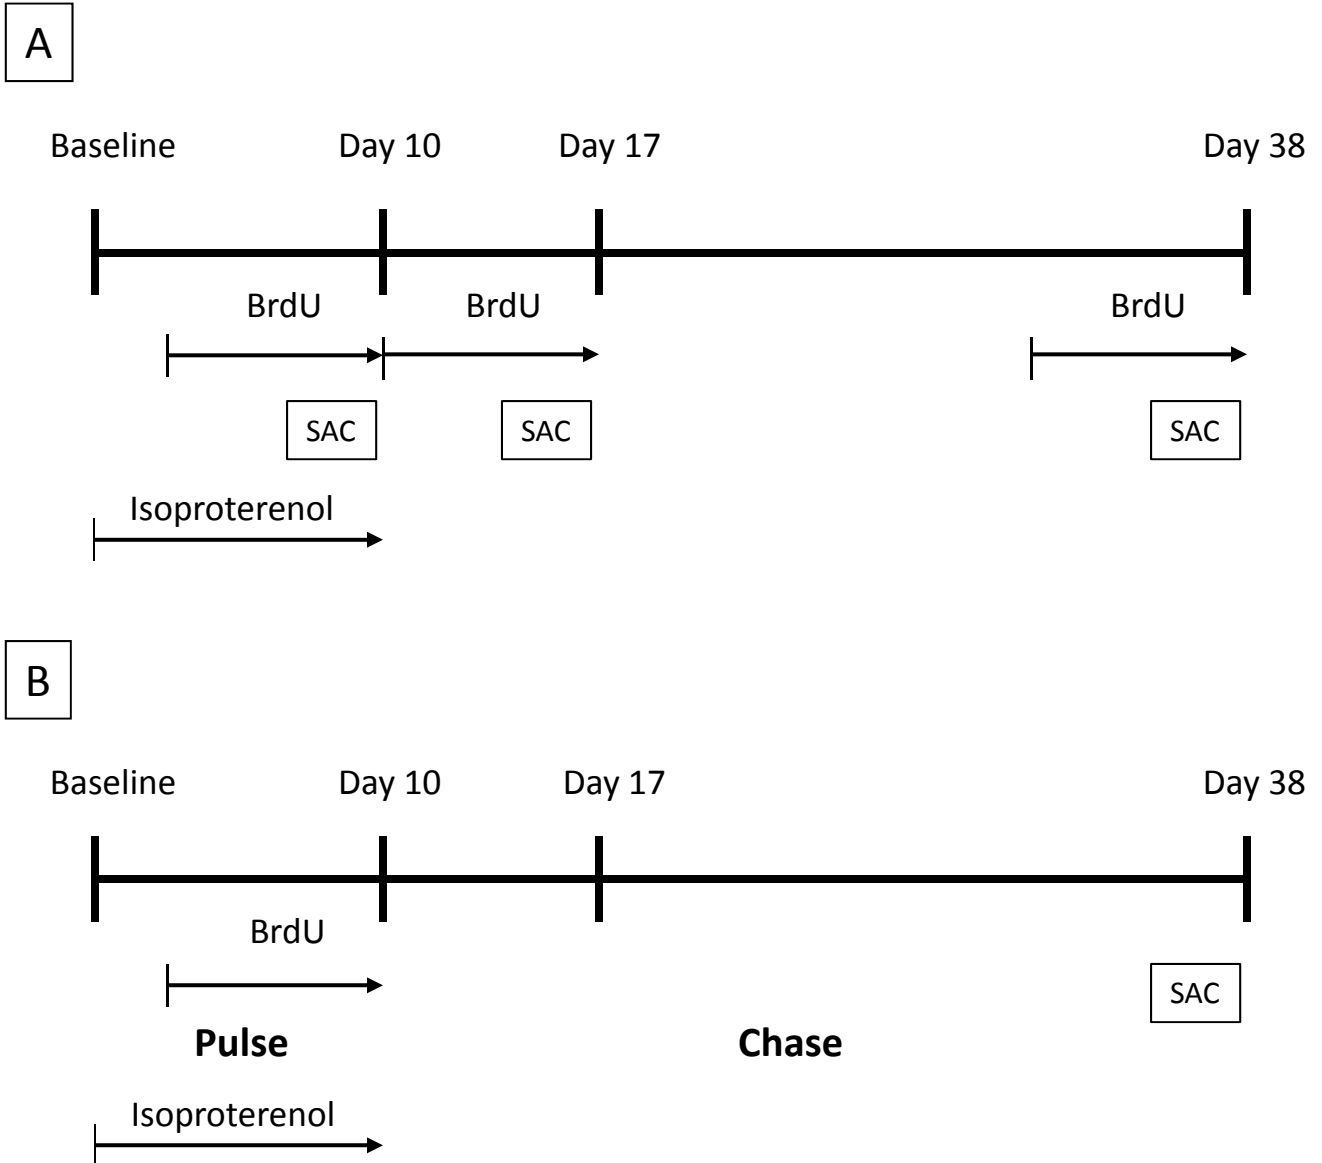 A
Baseline Day 10 Day 17 Day 38
BrdU BrdU BrdU
SAC SAC SAC
Isoproterenol
B
Baseline Day 10 Day 17 Day 38
BrdU
SAC
Pulse Chase
Isoproterenol